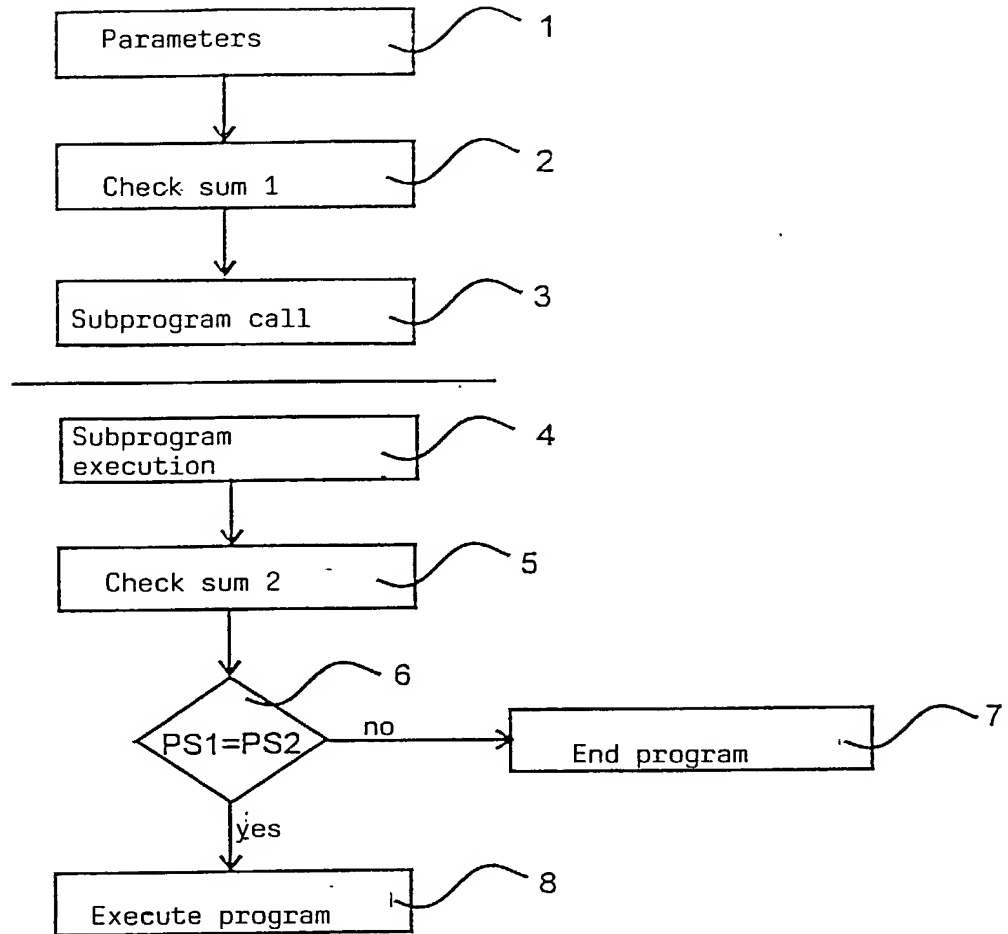 Parameters
1
Check sum 1
2
Subprogram call
3
Subprogram
execution
4
Check sum 2
5
6
PS1=PS2
no
End program
7
yes
Execute program
8